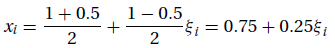 x_i = \frac{1+0.5}{2} + \frac{1-0.5}{2}\xi_i = 0.75 + 0.25\xi_i